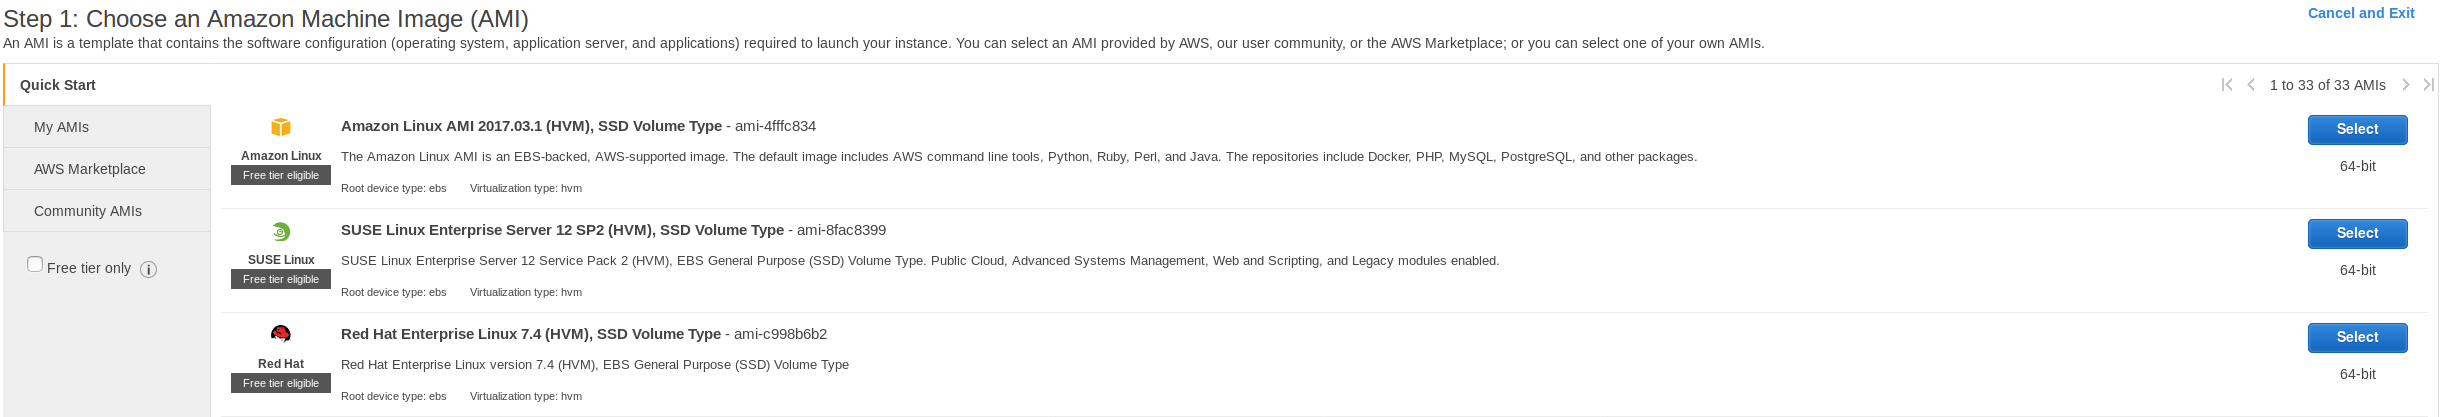 Step 1: Choose an Amazon Machine Image (AMI)
Cancel and Exit
An AMI is a template that contains the software configuration (operating system, application server, and applications) required to launch your instance. You can select an AMI provided by AWS, our user community, or the AWS Marketplace; or you can select one of your own AMIs.
Quick Start
1 to 33 of 33 AMIs
My AMIs
AWS Marketplace
Community AMIs
Free tier only
Amazon Linux
Free tier eligible
Amazon Linux AMI 2017.03.1 (HVM), SSD Volume Type - ami-4fffc834
The Amazon Linux AMI is an EBS-backed, AWS-supported image. The default image includes AWS command line tools, Python, Ruby, Perl, and Java. The repositories include Docker, PHP, MySQL, PostgreSQL, and other packages.
Root device type: ebs Virtualization type: hvm
Select
64-bit
SUSE Linux
Free tier eligible
SUSE Linux Enterprise Server 12 SP2 (HVM), SSD Volume Type - ami-8fac8399
SUSE Linux Enterprise Server 12 Service Pack 2 (HVM), EBS General Purpose (SSD) Volume Type. Public Cloud, Advanced Systems Management, Web and Scripting, and Legacy modules enabled.
Root device type: ebs Virtualization type: hvm
Select
64-bit
Red Hat
Free tier eligible
Red Hat Enterprise Linux 7.4 (HVM), SSD Volume Type - ami-c998b6b2
Red Hat Enterprise Linux version 7.4 (HVM), EBS General Purpose (SSD) Volume Type
Root device type: ebs Virtualization type: hvm
Select
64-bit